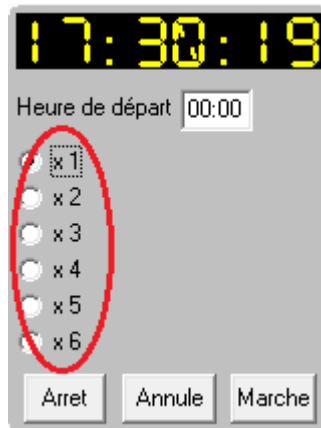 17:30:19
Heure de départ 00:00
x 1
x 2
x 3
x 4
x 5
x 6
Arret Annule Marche